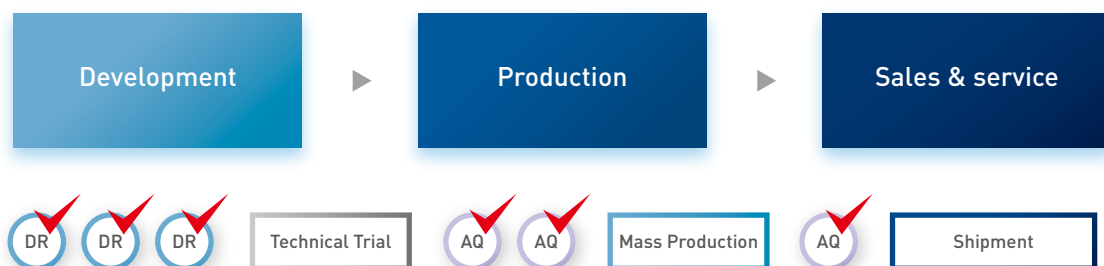 Development
Production
Sales & service
DR
DR
DR
Technical Trial
AQ
AQ
Mass Production
AQ
Shipment